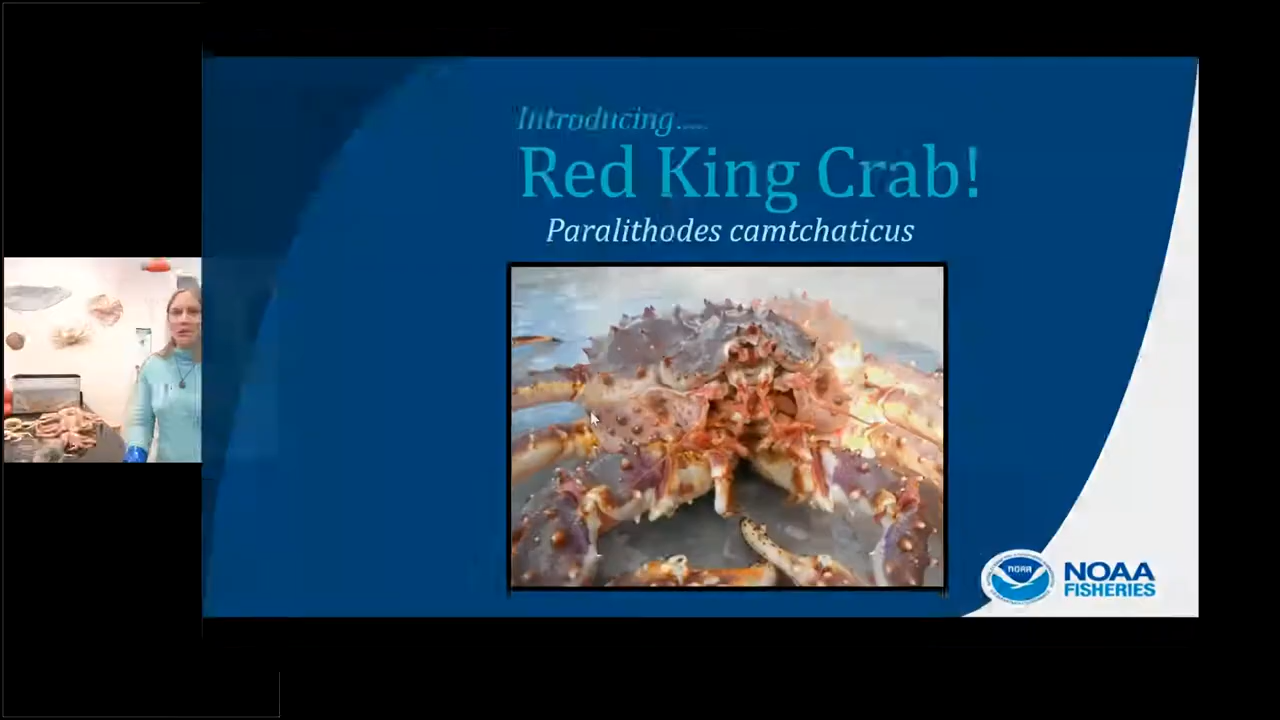 Introducing.....
Red King Crab!
Paralithodes camtchaticus
NOAA
NOAA
FISHERIES